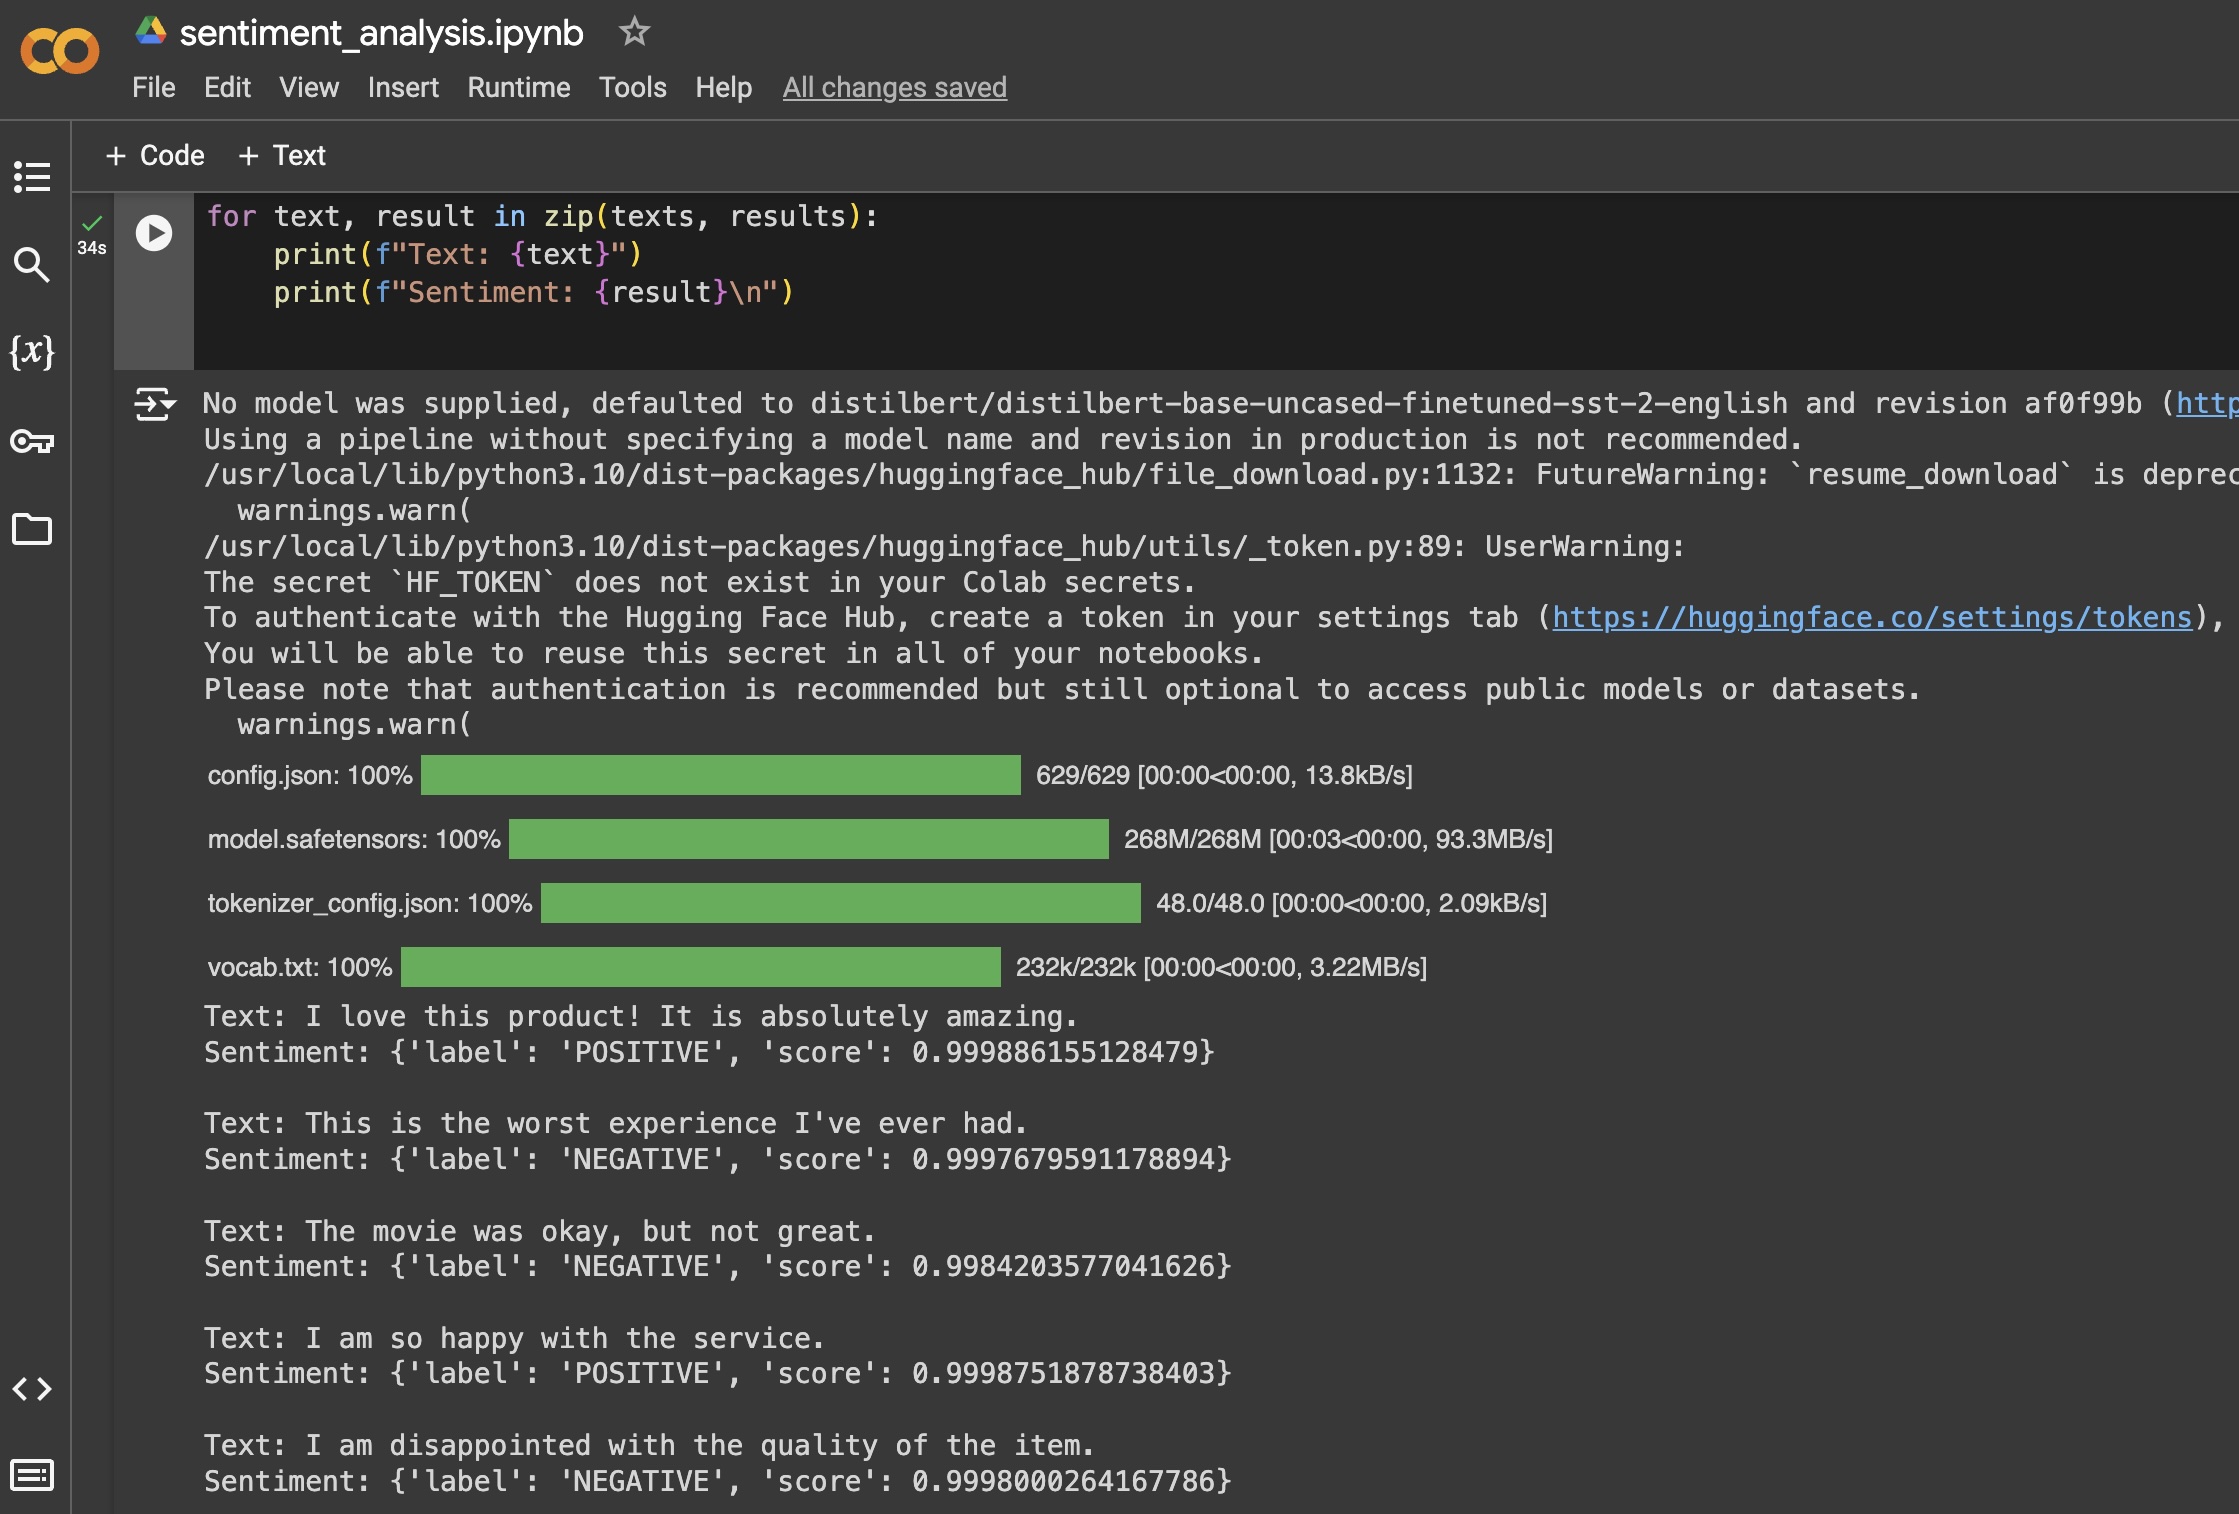 sentiment_analysis.ipynb
File Edit View Insert Runtime Tools Help All changes saved
+ Code + Text
34s
for text, result in zip(texts, results):
    print(f"Text: {text}")
    print(f"Sentiment: {result}\n")
{x}
No model was supplied, defaulted to distilbert/distilbert-base-uncased-finetuned-sst-2-english and revision af0f99b (http
Using a pipeline without specifying a model name and revision in production is not recommended.
/usr/local/lib/python3.10/dist-packages/huggingface_hub/file_download.py:1132: FutureWarning: `resume_download` is deprec
  warnings.warn(
/usr/local/lib/python3.10/dist-packages/huggingface_hub/utils/_token.py:89: UserWarning:
The secret `HF_TOKEN` does not exist in your Colab secrets.
To authenticate with the Hugging Face Hub, create a token in your settings tab (https://huggingface.co/settings/tokens),
You will be able to reuse this secret in all of your notebooks.
Please note that authentication is recommended but still optional to access public models or datasets.
  warnings.warn(
config.json: 100% 629/629 [00:00<00:00, 13.8kB/s]
model.safetensors: 100% 268M/268M [00:03<00:00, 93.3MB/s]
tokenizer_config.json: 100% 48.0/48.0 [00:00<00:00, 2.09kB/s]
vocab.txt: 100% 232k/232k [00:00<00:00, 3.22MB/s]
Text: I love this product! It is absolutely amazing.
Sentiment: {'label': 'POSITIVE', 'score': 0.999886155128479}
Text: This is the worst experience I've ever had.
Sentiment: {'label': 'NEGATIVE', 'score': 0.9997679591178894}
Text: The movie was okay, but not great.
Sentiment: {'label': 'NEGATIVE', 'score': 0.9984203577041626}
Text: I am so happy with the service.
Sentiment: {'label': 'POSITIVE', 'score': 0.9998751878738403}
Text: I am disappointed with the quality of the item.
Sentiment: {'label': 'NEGATIVE', 'score': 0.9998000264167786}